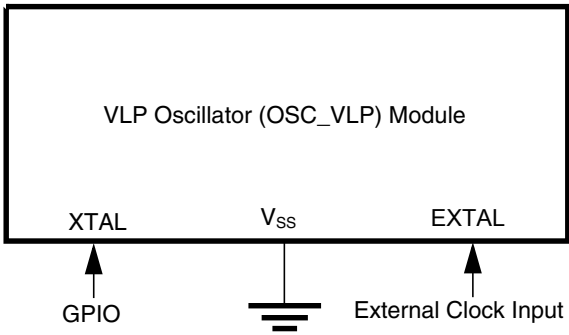 VLP Oscillator (OSC_VLP) Module
XTAL VSS EXTAL
GPIO External Clock Input